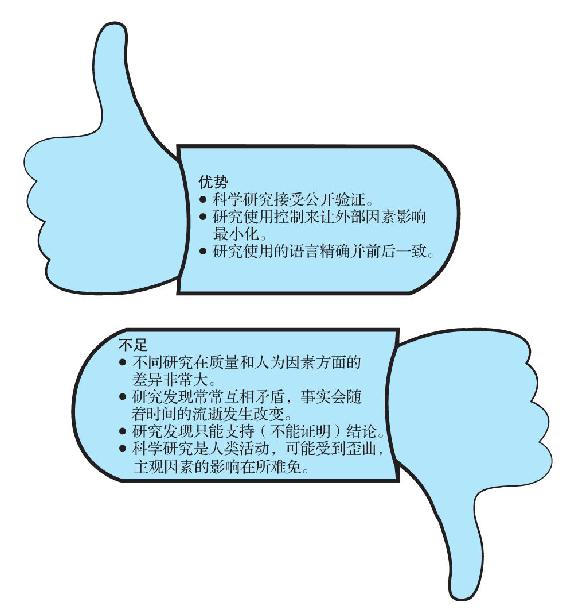 优势
● 科学研究接受公开验证。
● 研究使用控制来让外部因素影响
最小化。
● 研究使用的语言精确并前后一致。
不足
● 不同研究在质量和人为因素方面的
差异非常大。
● 研究发现常常互相矛盾，事实会随
着时间的流逝发生改变。
● 研究发现只能支持（不能证明）结论。
● 科学研究是人类活动，可能受到歪曲，
主观因素的影响在所难免。